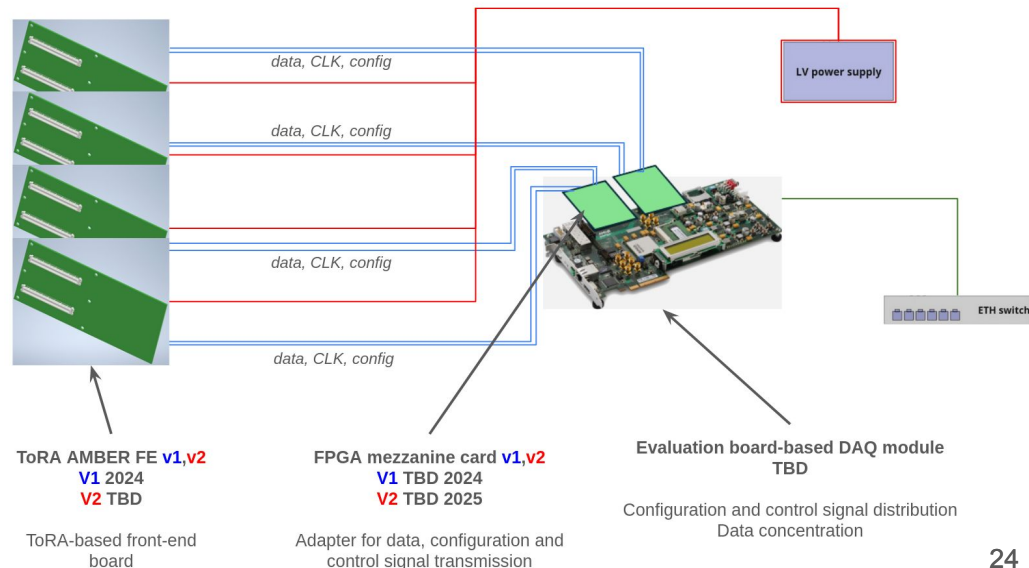 data, CLK, config
LV power supply
data, CLK, config
data, CLK, config
ETH switch
data, CLK, config
ToRA AMBER FE v1,v2
V1 2024
V2 TBD
ToRA-based front-end
board
FPGA mezzanine card v1,v2
V1 TBD 2024
V2 TBD 2025
Adapter for data, configuration and
control signal transmission
Evaluation board-based DAQ module
TBD
Configuration and control signal distribution
Data concentration
24